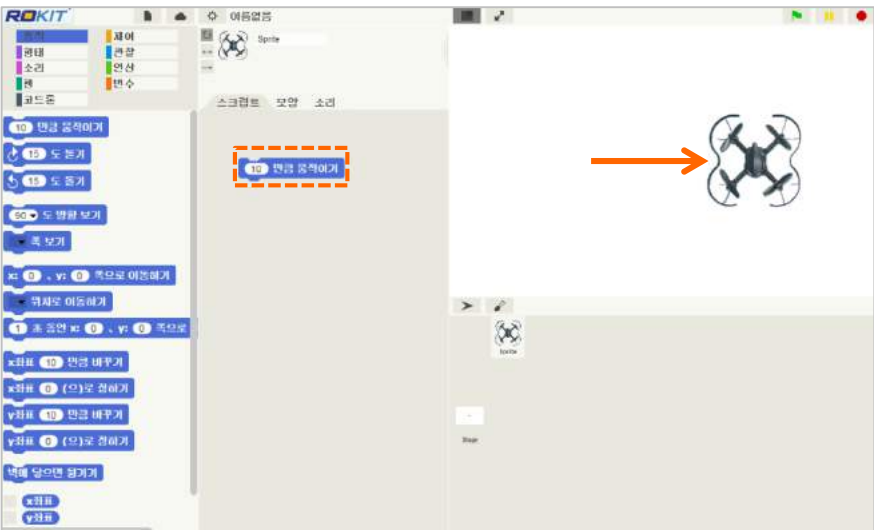 ROKIT
이름없음
동작
제어
형태
관찰
소리
연산
펜
변수
코드론
Sprite
스크립트 모양 소리
10 만큼 움직이기
15 도 돌기
15 도 돌기
90 도 방향 보기
쪽 보기
x: 0 、 y: 0 쪽으로 이동하기
위치로 이동하기
1 초 동안 x: 0 、 y: 0 쪽으로
x좌표 10 만큼 바꾸기
x좌표 0 (으)로 정하기
y좌표 10 만큼 바꾸기
y좌표 0 (으)로 정하기
벽에 닿으면 튕기기
x좌표
y좌표
10 만큼 움직이기
Sprite
Stage